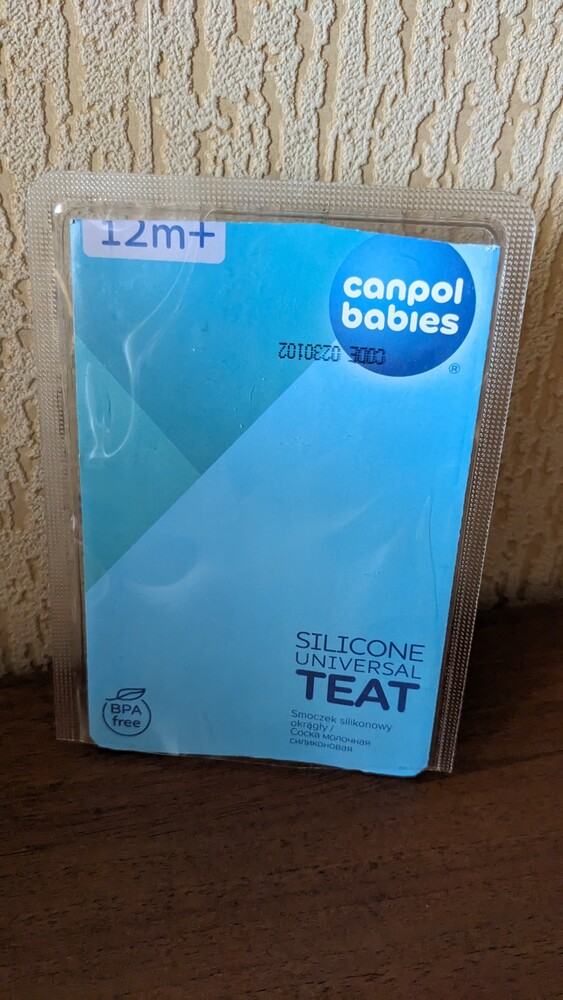 12m+
canpol
babies
®
CODE 0230102
SILICONE
UNIVERSAL
TEAT
BPA
free
Smoczek silikonowy
okrągły /
Соска молочная
силиконовая